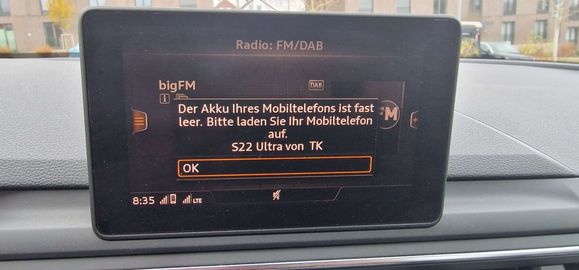 Radio: FM/DAB
bigFM
DAB
Der Akku Ihres Mobiltelefons ist fast
leer. Bitte laden Sie Ihr Mobiltelefon
auf.
S22 Ultra von TK
FM
OK
8:35 LTE